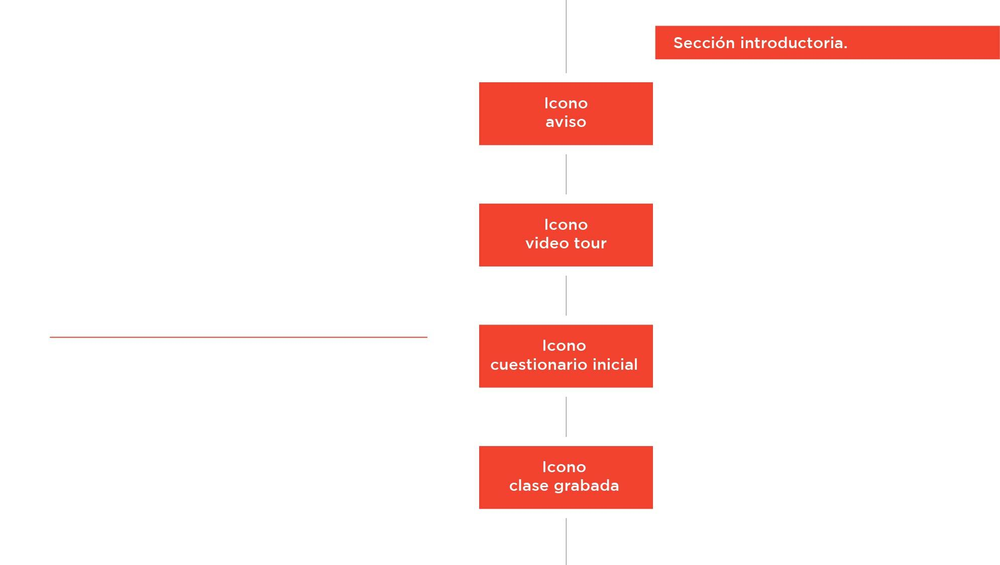 Sección introductoria.
Icono
aviso
Icono
video tour
Icono
cuestionario inicial
Icono
clase grabada